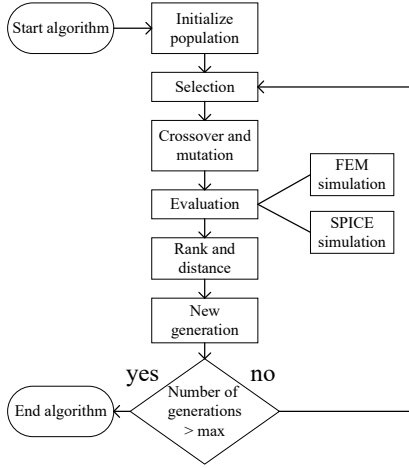 Start algorithm
Initialize
population
Selection
Crossover and
mutation
Evaluation
FEM
simulation
SPICE
simulation
Rank and
distance
New
generation
yes
no
Number of
generations
> max
End algorithm